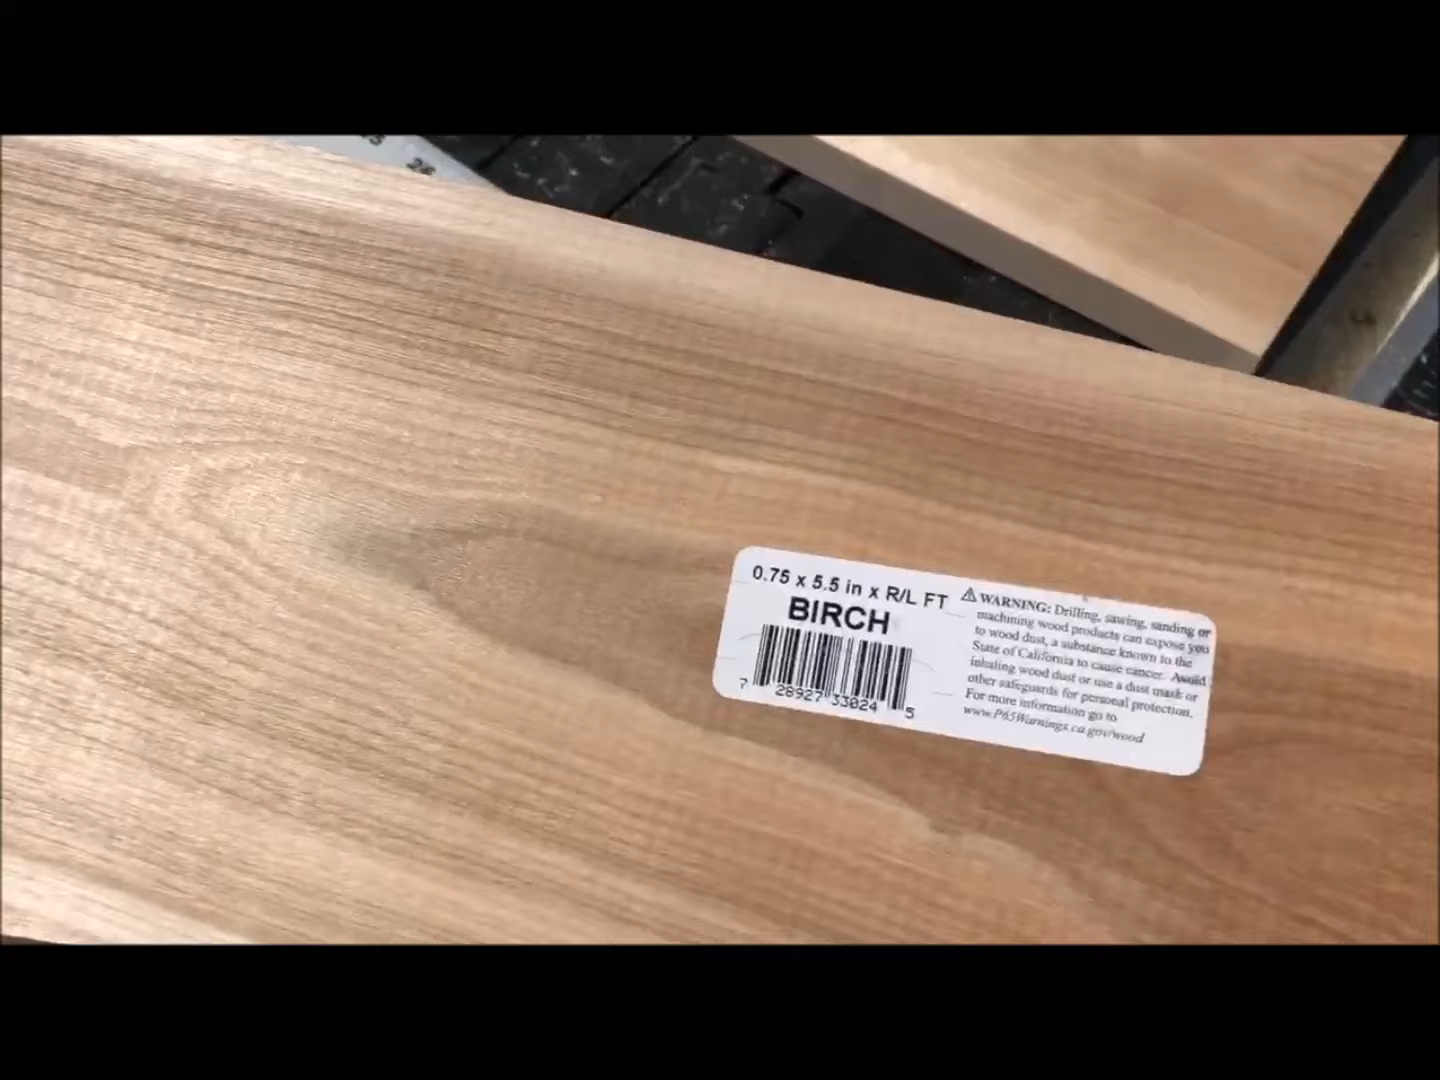 26
0.75 x 5.5 in x R/L FT
BIRCH
7 28927 33024 5
⚠ WARNING: Drilling, sawing, sanding or
machining wood products can expose you
to wood dust, a substance known to the
State of California to cause cancer. Avoid
inhaling wood dust or use a dust mask or
other safeguards for personal protection.
For more information go to
www.P65Warnings.ca.gov/wood